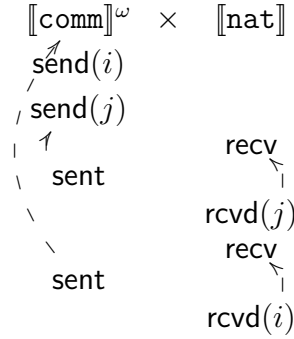 ⟦comm⟧^ω × ⟦nat⟧
send(i)
send(j)
recv
sent
rcvd(j)
recv
sent
rcvd(i)